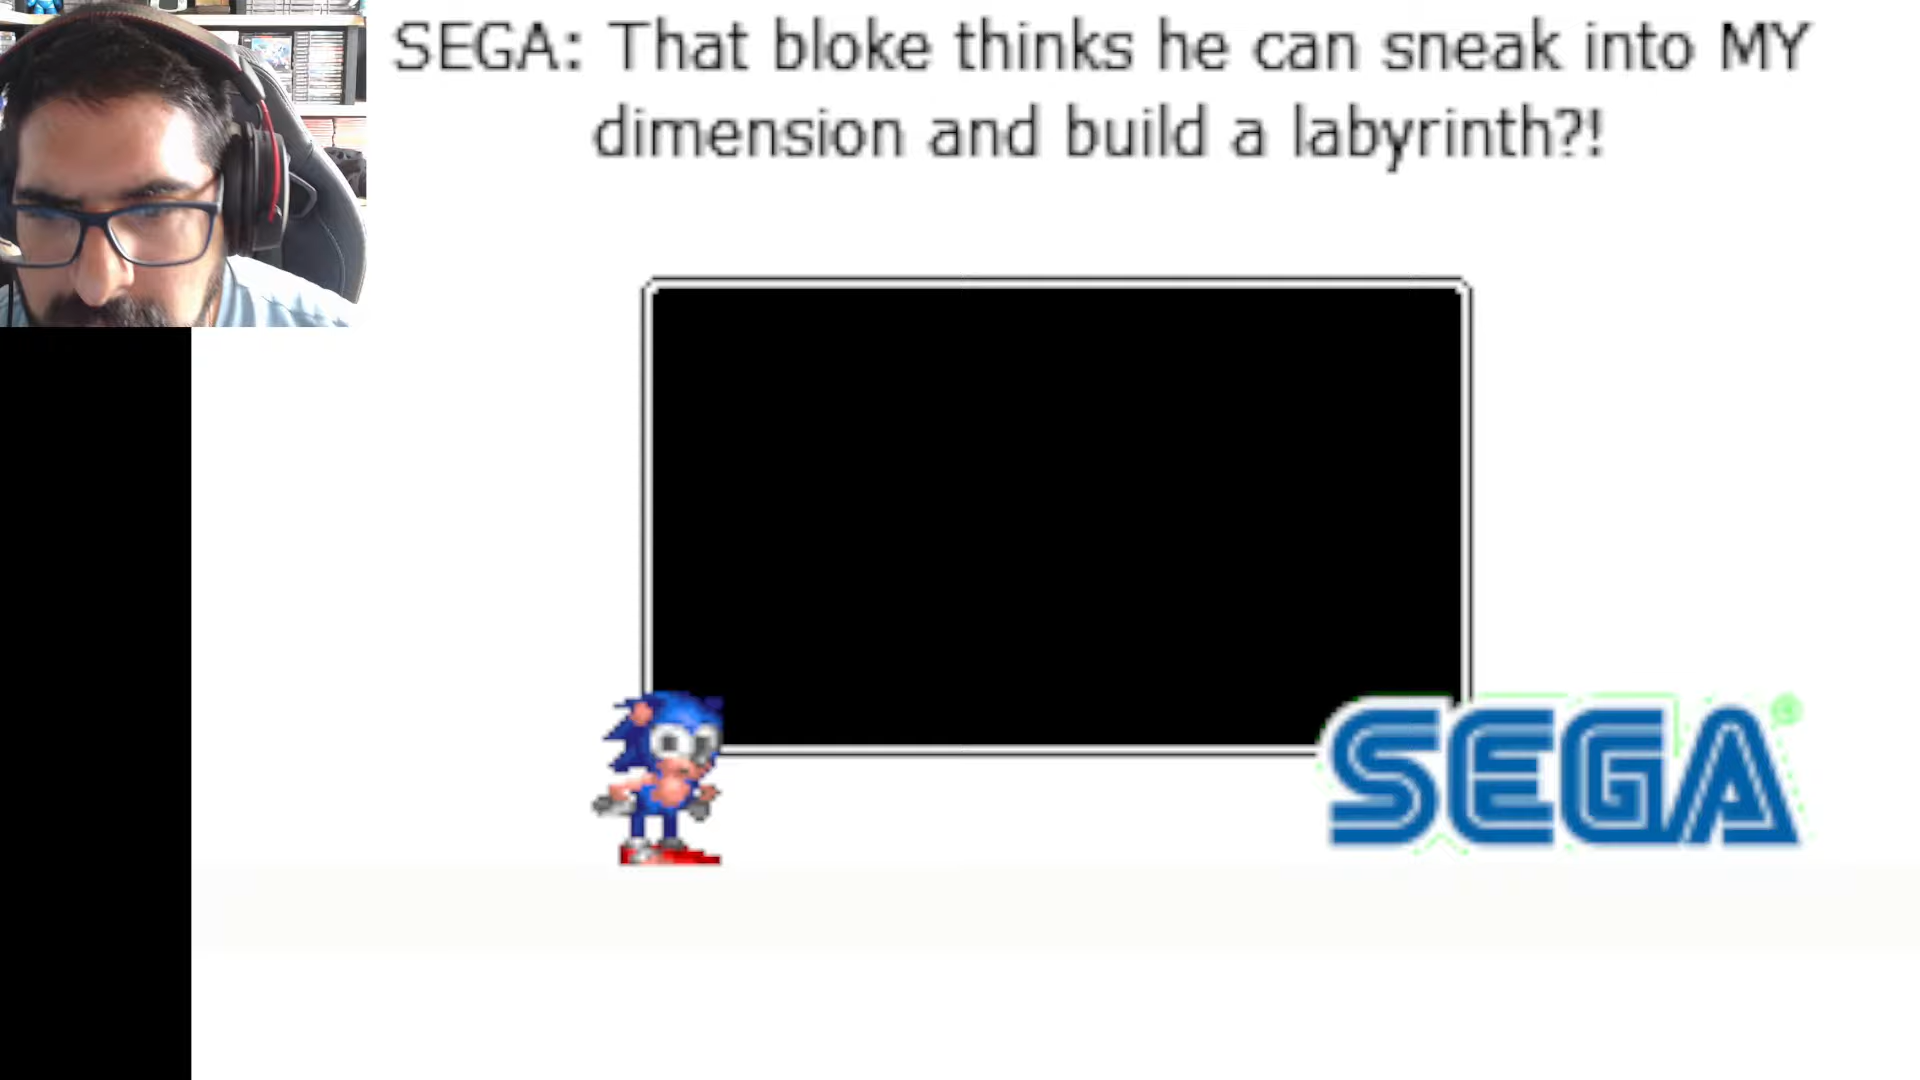 SEGA: That bloke thinks he can sneak into MY
dimension and build a labyrinth?!
SEGA